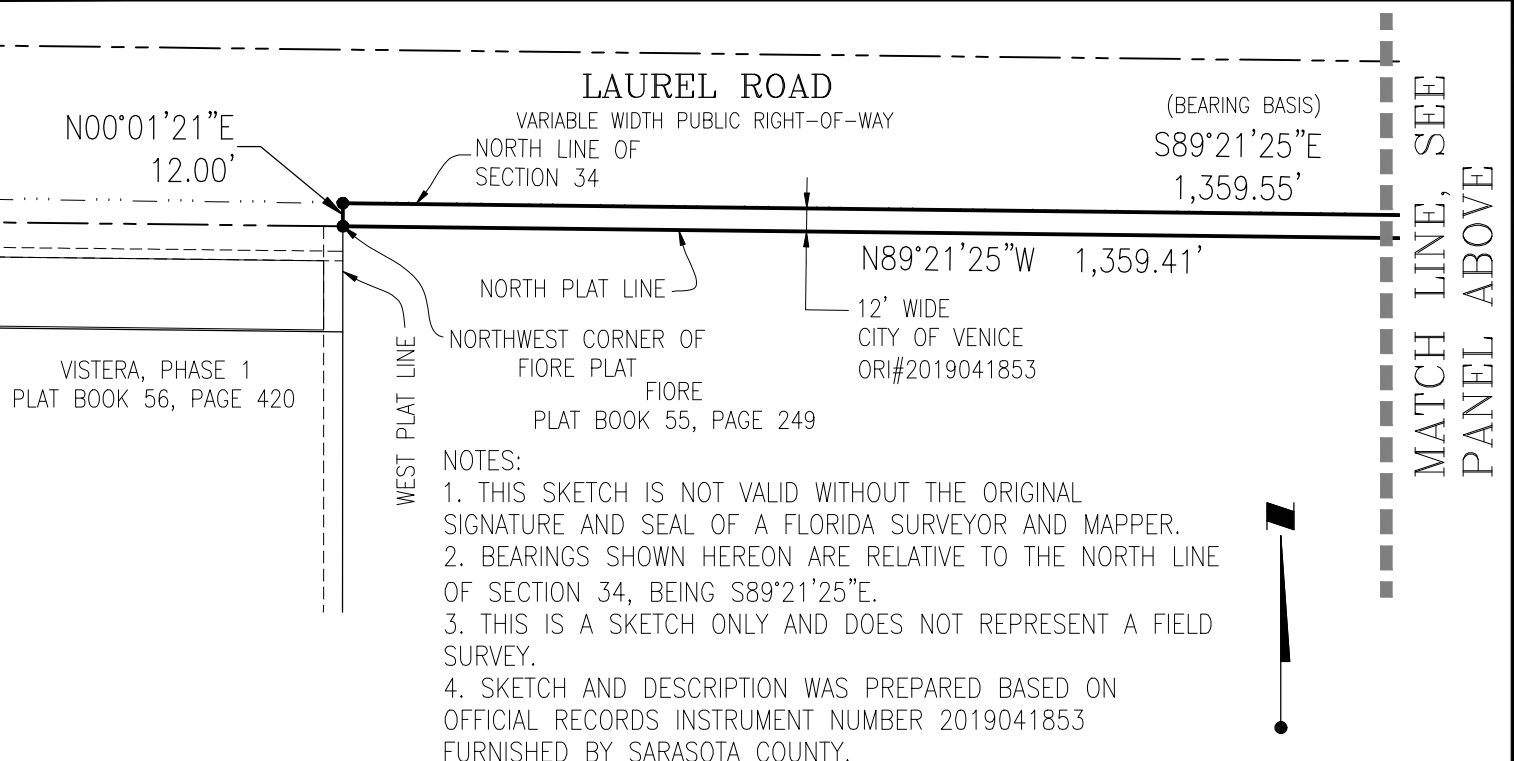 LAUREL ROAD
VARIABLE WIDTH PUBLIC RIGHT-OF-WAY
(BEARING BASIS)
S89°21'25"E
1,359.55'
N00°01'21"E
12.00'
NORTH LINE OF
SECTION 34
N89°21'25"W 1,359.41'
NORTH PLAT LINE
12' WIDE
CITY OF VENICE
ORI#2019041853
NORTHWEST CORNER OF
FIORE PLAT
FIORE
PLAT BOOK 55, PAGE 249
VISTERA, PHASE 1
PLAT BOOK 56, PAGE 420
WEST PLAT LINE
MATCH LINE, SEE
PANEL ABOVE
NOTES:
1. THIS SKETCH IS NOT VALID WITHOUT THE ORIGINAL
SIGNATURE AND SEAL OF A FLORIDA SURVEYOR AND MAPPER.
2. BEARINGS SHOWN HEREON ARE RELATIVE TO THE NORTH LINE
OF SECTION 34, BEING S89°21'25"E.
3. THIS IS A SKETCH ONLY AND DOES NOT REPRESENT A FIELD
SURVEY.
4. SKETCH AND DESCRIPTION WAS PREPARED BASED ON
OFFICIAL RECORDS INSTRUMENT NUMBER 2019041853
FURNISHED BY SARASOTA COUNTY.